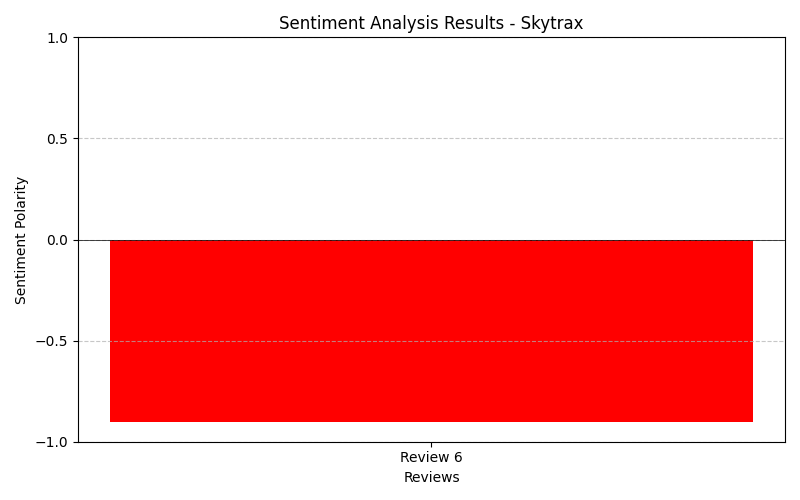 Sentiment Analysis Results - Skytrax
1.0
0.5
0.0
−0.5
−1.0
Sentiment Polarity
Review 6
Reviews